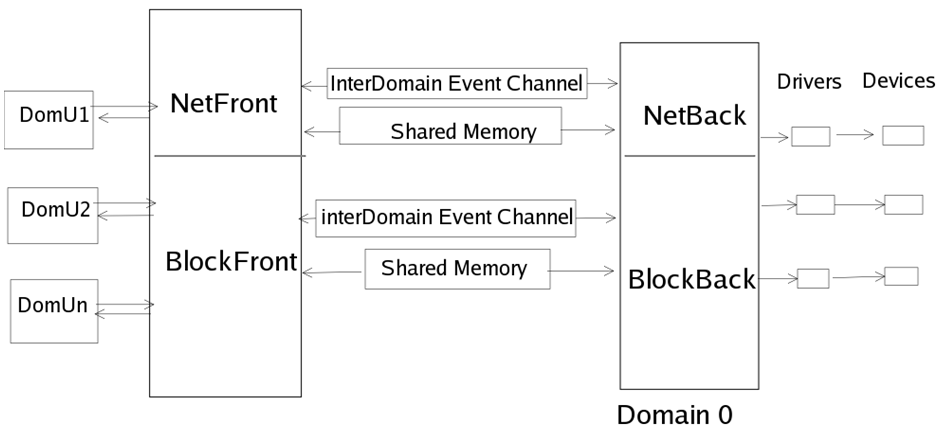 InterDomain Event Channel
Drivers
Devices
DomU1
NetFront
NetBack
Shared Memory
DomU2
interDomain Event Channel
BlockFront
Shared Memory
BlockBack
DomUn
Domain 0